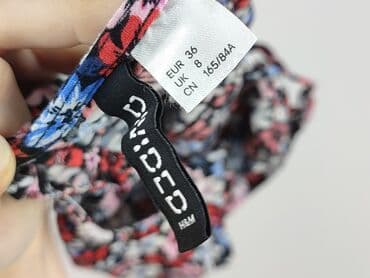 EUR 36
UK 8
CN 165/84A
DIVIDED
H&M